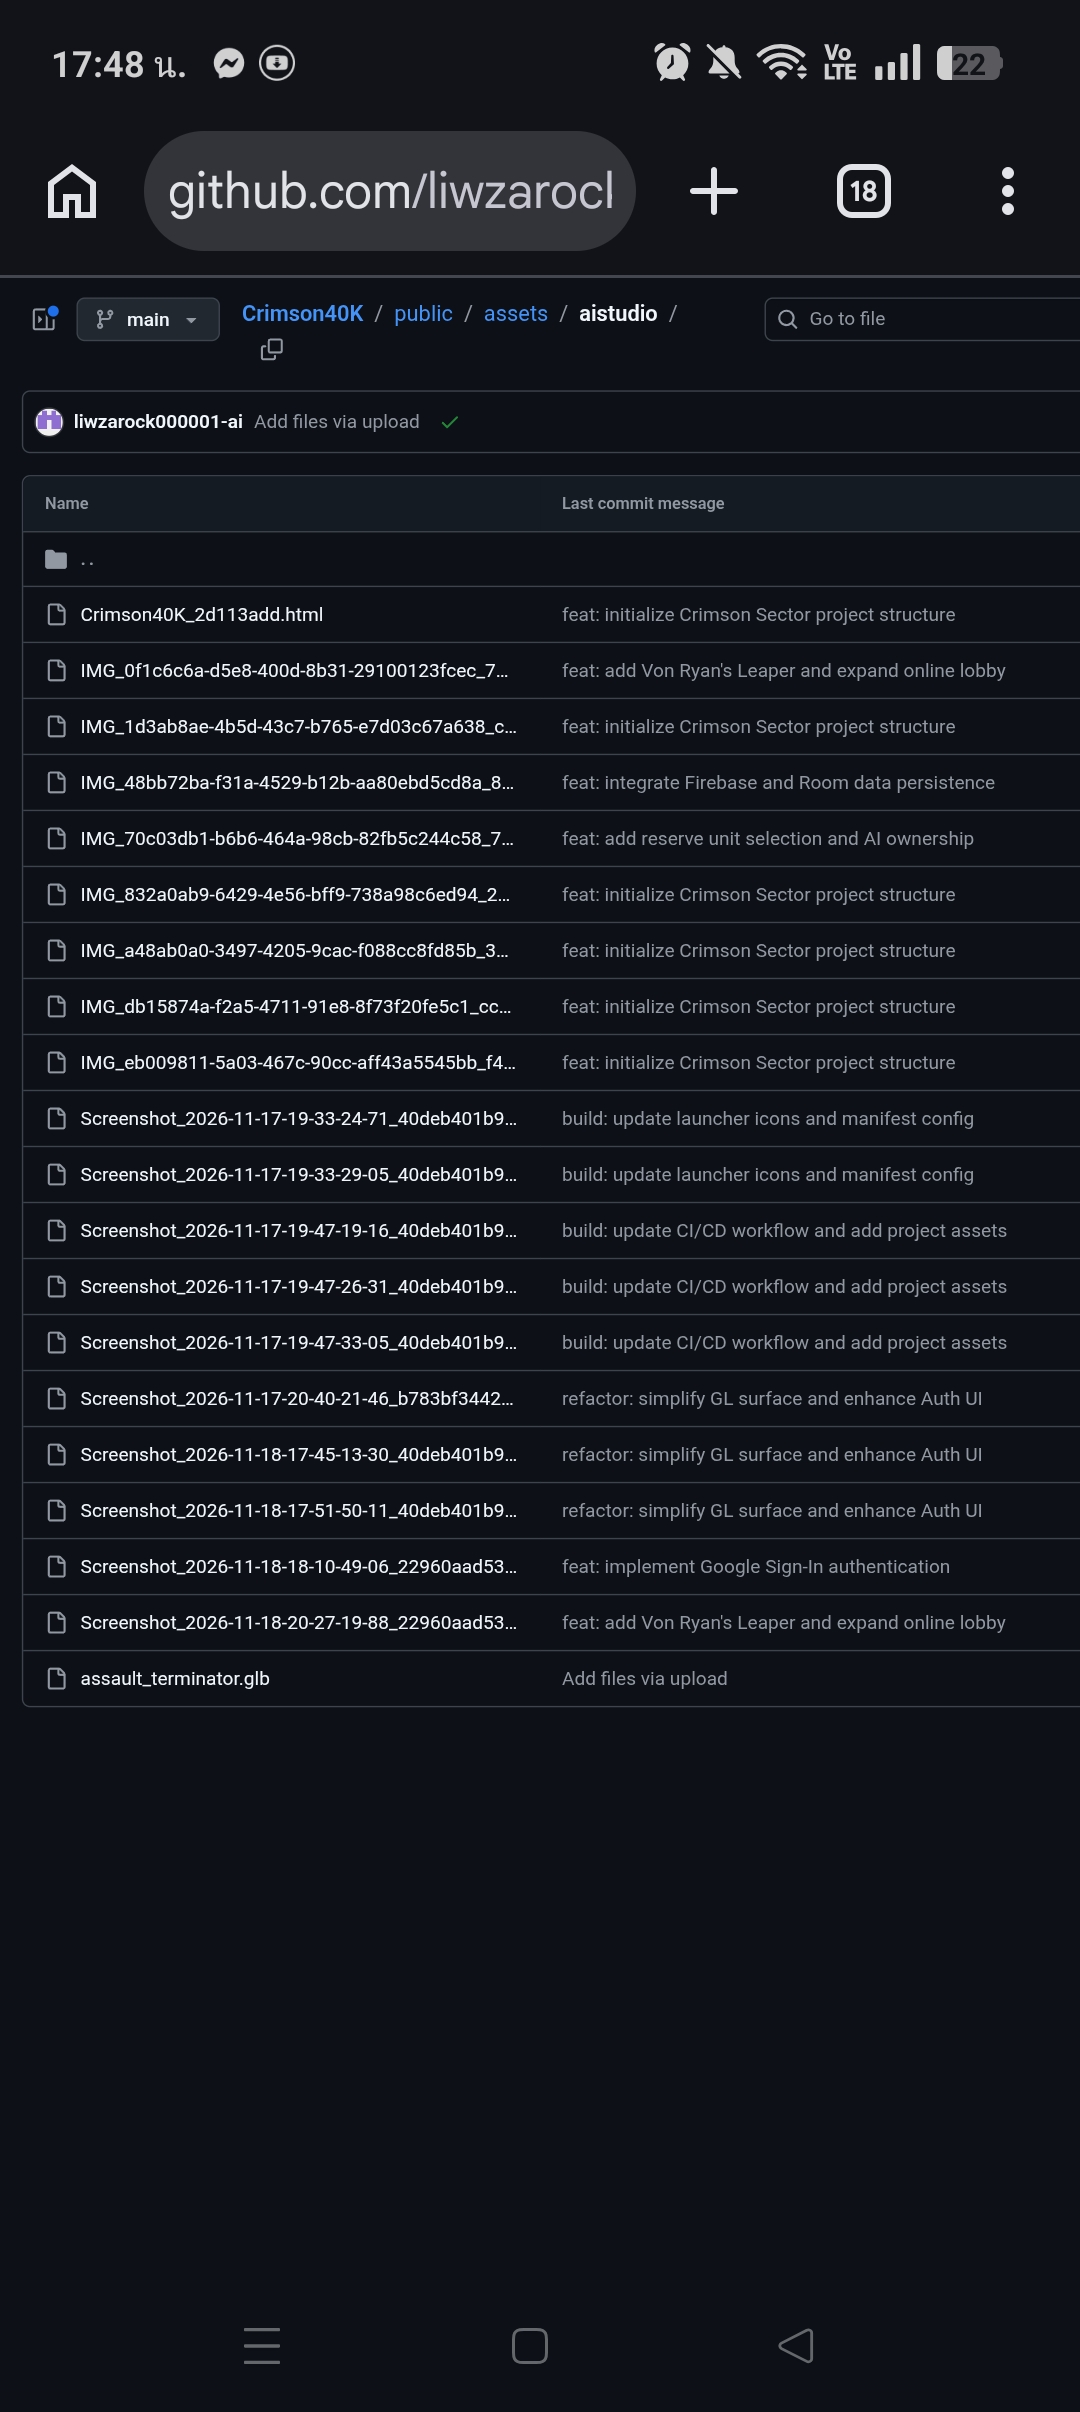 17:48 น.
Vo
LTE
22
github.com/liwzarock
18
main
Crimson40K / public / assets / aistudio /
Go to file
liwzarock000001-ai Add files via upload
Name Last commit message
..
Crimson40K_2d113add.html feat: initialize Crimson Sector project structure
IMG_0f1c6c6a-d5e8-400d-8b31-29100123fcec_7... feat: add Von Ryan's Leaper and expand online lobby
IMG_1d3ab8ae-4b5d-43c7-b765-e7d03c67a638_c... feat: initialize Crimson Sector project structure
IMG_48bb72ba-f31a-4529-b12b-aa80ebd5cd8a_8... feat: integrate Firebase and Room data persistence
IMG_70c03db1-b6b6-464a-98cb-82fb5c244c58_7... feat: add reserve unit selection and AI ownership
IMG_832a0ab9-6429-4e56-bff9-738a98c6ed94_2... feat: initialize Crimson Sector project structure
IMG_a48ab0a0-3497-4205-9cac-f088cc8fd85b_3... feat: initialize Crimson Sector project structure
IMG_db15874a-f2a5-4711-91e8-8f73f20fe5c1_cc... feat: initialize Crimson Sector project structure
IMG_eb009811-5a03-467c-90cc-aff43a5545bb_f4... feat: initialize Crimson Sector project structure
Screenshot_2026-11-17-19-33-24-71_40deb401b9... build: update launcher icons and manifest config
Screenshot_2026-11-17-19-33-29-05_40deb401b9... build: update launcher icons and manifest config
Screenshot_2026-11-17-19-47-19-16_40deb401b9... build: update CI/CD workflow and add project assets
Screenshot_2026-11-17-19-47-26-31_40deb401b9... build: update CI/CD workflow and add project assets
Screenshot_2026-11-17-19-47-33-05_40deb401b9... build: update CI/CD workflow and add project assets
Screenshot_2026-11-17-20-40-21-46_b783bf3442... refactor: simplify GL surface and enhance Auth UI
Screenshot_2026-11-18-17-45-13-30_40deb401b9... refactor: simplify GL surface and enhance Auth UI
Screenshot_2026-11-18-17-51-50-11_40deb401b9... refactor: simplify GL surface and enhance Auth UI
Screenshot_2026-11-18-18-10-49-06_22960aad53... feat: implement Google Sign-In authentication
Screenshot_2026-11-18-20-27-19-88_22960aad53... feat: add Von Ryan's Leaper and expand online lobby
assault_terminator.glb Add files via upload